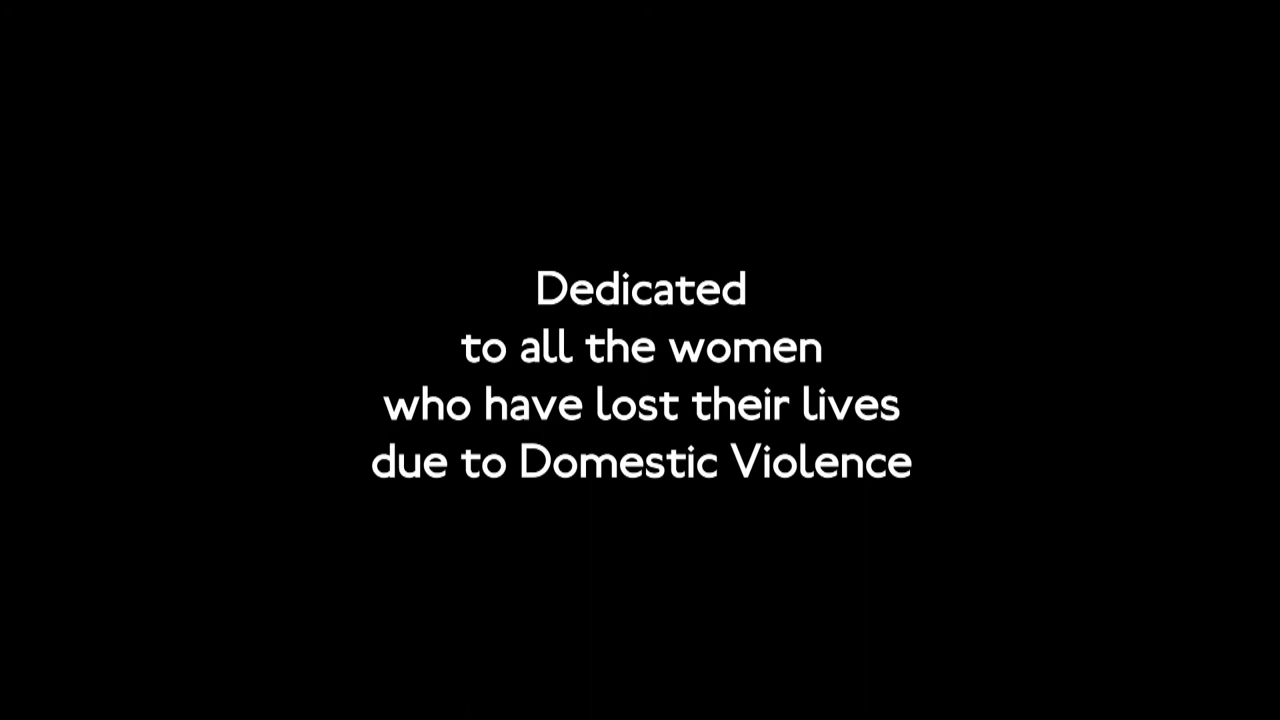 Dedicated
to all the women
who have lost their lives
due to Domestic Violence